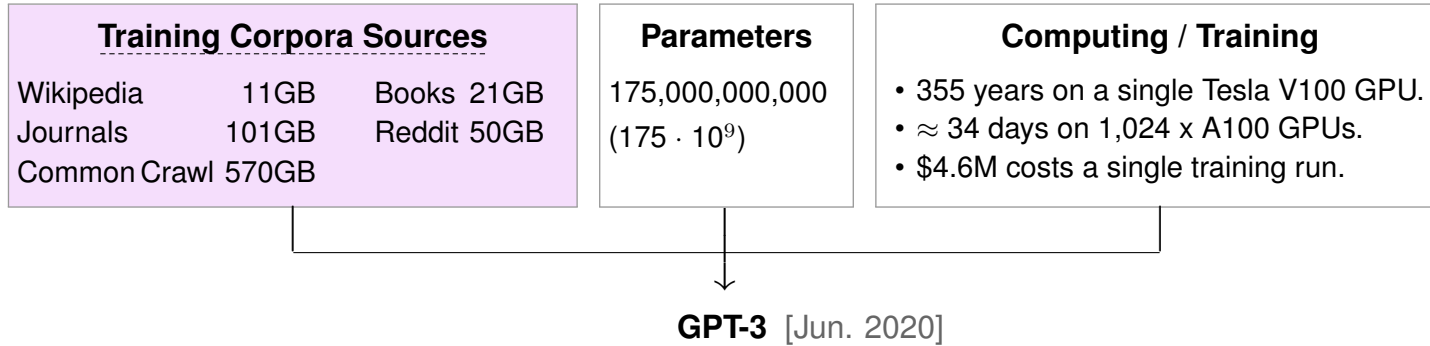 Training Corpora Sources
Wikipedia 11GB Books 21GB
Journals 101GB Reddit 50GB
Common Crawl 570GB
Parameters
175,000,000,000
(175 · 10⁹)
Computing / Training
• 355 years on a single Tesla V100 GPU.
• ≈ 34 days on 1,024 x A100 GPUs.
• $4.6M costs a single training run.
GPT-3 [Jun. 2020]